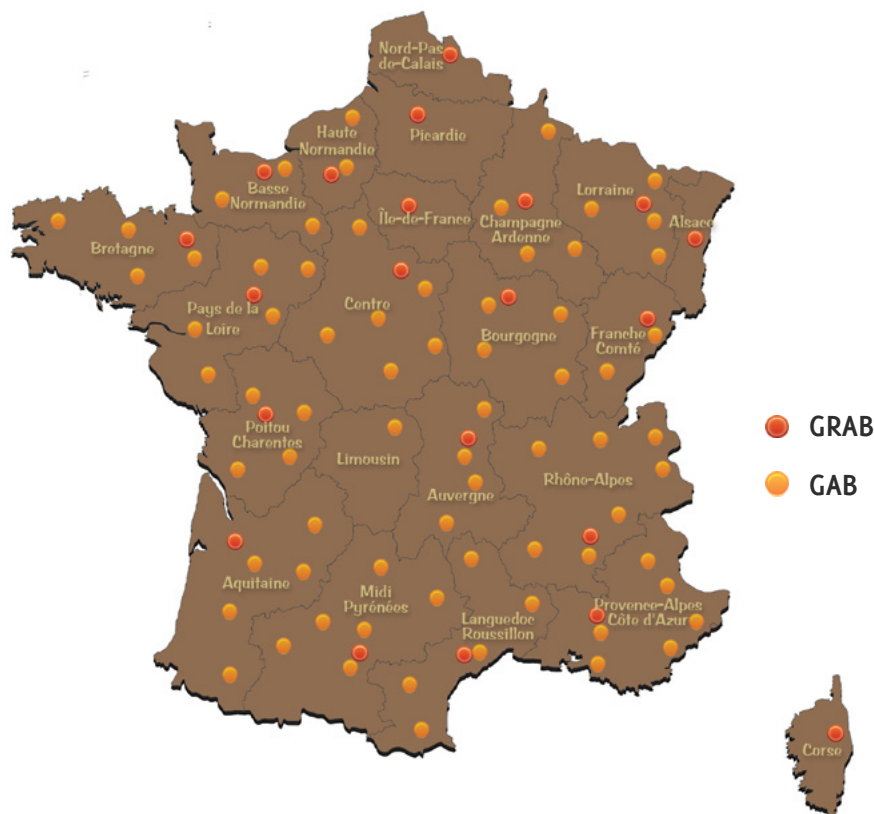 Nord-Pas
de-Calais
Haute
Normandie
Picardie
Basse
Normandie
Île-de-France
Champagne
Ardenne
Lorraine
Alsace
Bretagne
Pays de la
Loire
Centre
Bourgogne
Franche
Comté
Poitou
Charentes
Limousin
Auvergne
Rhône-Alpes
Aquitaine
Midi
Pyrénées
Languedoc
Roussillon
Provence-Alpes
Côte d'Azur
Corse
GRAB
GAB